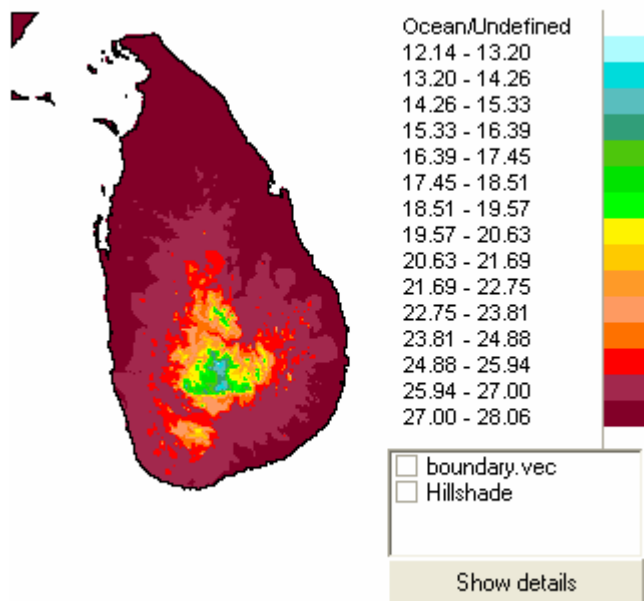 Ocean/Undefined
12.14 - 13.20
13.20 - 14.26
14.26 - 15.33
15.33 - 16.39
16.39 - 17.45
17.45 - 18.51
18.51 - 19.57
19.57 - 20.63
20.63 - 21.69
21.69 - 22.75
22.75 - 23.81
23.81 - 24.88
24.88 - 25.94
25.94 - 27.00
27.00 - 28.06
boundary.vec
Hillshade
Show details